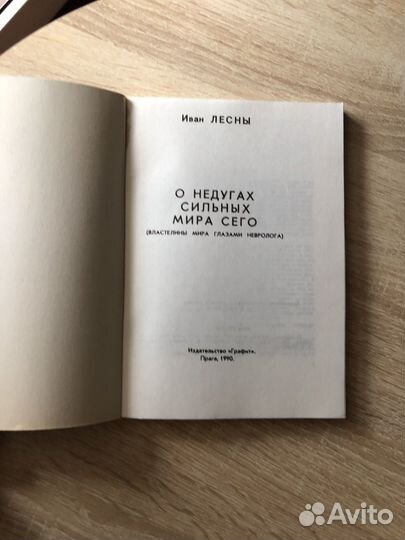 Иван ЛЕСНЫ
О НЕДУГАХ
СИЛЬНЫХ
МИРА СЕГО
(ВЛАСТЕЛИНЫ МИРА ГЛАЗАМИ НЕВРОЛОГА)
Издательство «Графит».
Прага, 1990.
Avito